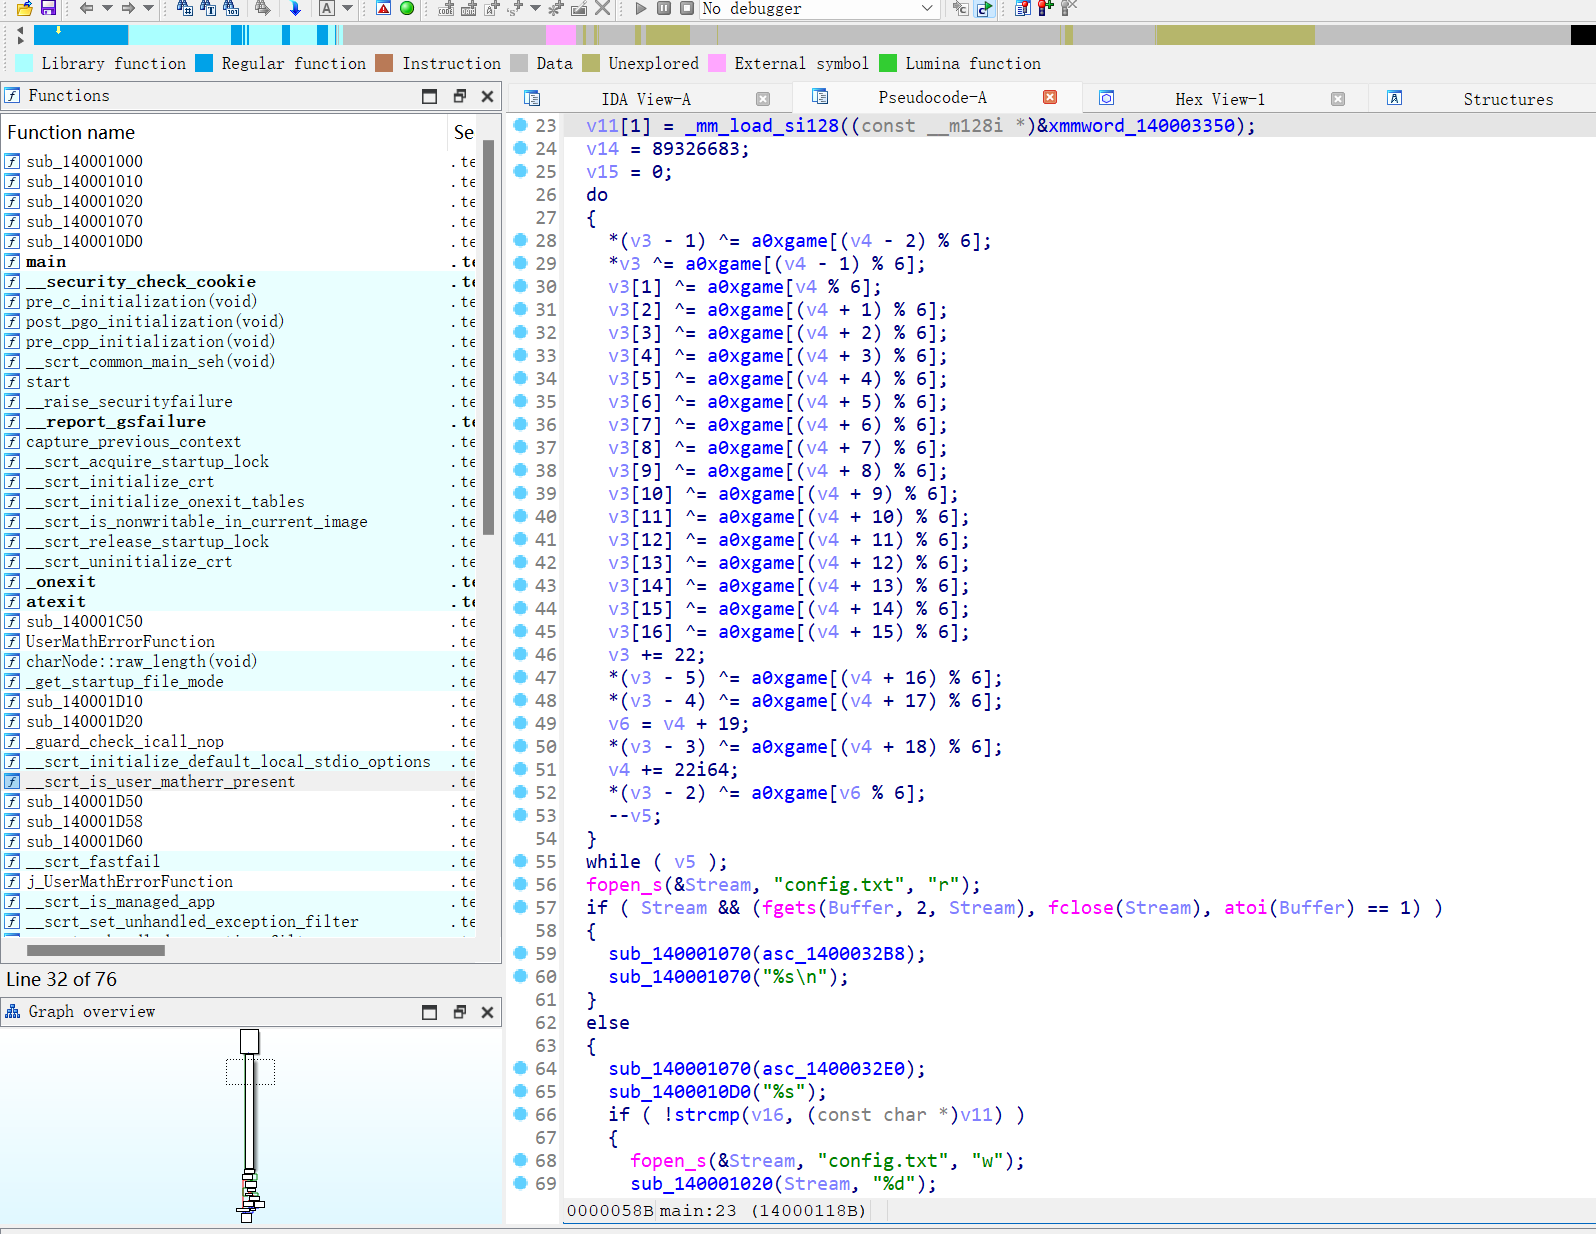 No debugger
Library function Regular function Instruction Data Unexplored External symbol Lumina function
Functions
Function name Se
sub_140001000 .te
sub_140001010 .te
sub_140001020 .te
sub_140001070 .te
sub_1400010D0 .te
main .te
__security_check_cookie .te
pre_c_initialization(void) .te
post_pgo_initialization(void) .te
pre_cpp_initialization(void) .te
__scrt_common_main_seh(void) .te
start .te
__raise_securityfailure .te
__report_gsfailure .te
capture_previous_context .te
__scrt_acquire_startup_lock .te
__scrt_initialize_crt .te
__scrt_initialize_onexit_tables .te
__scrt_is_nonwritable_in_current_image .te
__scrt_release_startup_lock .te
__scrt_uninitialize_crt .te
_onexit .te
atexit .te
sub_140001C50 .te
UserMathErrorFunction .te
charNode::raw_length(void) .te
_get_startup_file_mode .te
sub_140001D10 .te
sub_140001D20 .te
_guard_check_icall_nop .te
__scrt_initialize_default_local_stdio_options .te
__scrt_is_user_matherr_present .te
sub_140001D50 .te
sub_140001D58 .te
sub_140001D60 .te
__scrt_fastfail .te
j_UserMathErrorFunction .te
__scrt_is_managed_app .te
__scrt_set_unhandled_exception_filter .te
Line 32 of 76
Graph overview
IDA View-A Pseudocode-A Hex View-1 Structures
23 v11[1] = _mm_load_si128((const __m128i *)&xmmword_140003350);
24 v14 = 89326683;
25 v15 = 0;
26 do
27 {
28 *(v3 - 1) ^= a0xgame[(v4 - 2) % 6];
29 *v3 ^= a0xgame[(v4 - 1) % 6];
30 v3[1] ^= a0xgame[v4 % 6];
31 v3[2] ^= a0xgame[(v4 + 1) % 6];
32 v3[3] ^= a0xgame[(v4 + 2) % 6];
33 v3[4] ^= a0xgame[(v4 + 3) % 6];
34 v3[5] ^= a0xgame[(v4 + 4) % 6];
35 v3[6] ^= a0xgame[(v4 + 5) % 6];
36 v3[7] ^= a0xgame[(v4 + 6) % 6];
37 v3[8] ^= a0xgame[(v4 + 7) % 6];
38 v3[9] ^= a0xgame[(v4 + 8) % 6];
39 v3[10] ^= a0xgame[(v4 + 9) % 6];
40 v3[11] ^= a0xgame[(v4 + 10) % 6];
41 v3[12] ^= a0xgame[(v4 + 11) % 6];
42 v3[13] ^= a0xgame[(v4 + 12) % 6];
43 v3[14] ^= a0xgame[(v4 + 13) % 6];
44 v3[15] ^= a0xgame[(v4 + 14) % 6];
45 v3[16] ^= a0xgame[(v4 + 15) % 6];
46 v3 += 22;
47 *(v3 - 5) ^= a0xgame[(v4 + 16) % 6];
48 *(v3 - 4) ^= a0xgame[(v4 + 17) % 6];
49 v6 = v4 + 19;
50 *(v3 - 3) ^= a0xgame[(v4 + 18) % 6];
51 v4 += 22i64;
52 *(v3 - 2) ^= a0xgame[v6 % 6];
53 --v5;
54 }
55 while ( v5 );
56 fopen_s(&Stream, "config.txt", "r");
57 if ( Stream && (fgets(Buffer, 2, Stream), fclose(Stream), atoi(Buffer) == 1) )
58 {
59 sub_140001070(asc_1400032B8);
60 sub_140001070("%s\n");
61 }
62 else
63 {
64 sub_140001070(asc_1400032E0);
65 sub_1400010D0("%s");
66 if ( !strcmp(v16, (const char *)v11) )
67 {
68 fopen_s(&Stream, "config.txt", "w");
69 sub_140001020(Stream, "%d");
0000058B main:23 (14000118B)